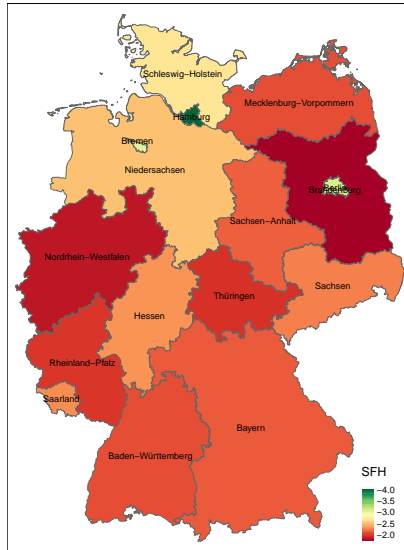 Schleswig−Holstein
Mecklenburg−Vorpommern
Hamburg
Bremen
Niedersachsen
Berlin
Brandenburg
Sachsen−Anhalt
Nordrhein−Westfalen
Sachsen
Thüringen
Hessen
Rheinland−Pfalz
Saarland
Bayern
Baden−Württemberg
SFH
−4.0
−3.5
−3.0
−2.5
−2.0